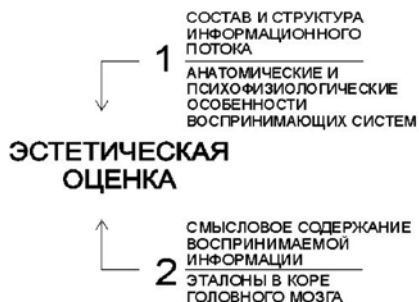 СОСТАВ И СТРУКТУРА
ИНФОРМАЦИОННОГО
ПОТОКА
1
АНАТОМИЧЕСКИЕ И
ПСИХОФИЗИОЛОГИЧЕСКИЕ
ОСОБЕННОСТИ
ВОСПРИНИМАЮЩИХ СИСТЕМ
ЭСТЕТИЧЕСКАЯ
ОЦЕНКА
СМЫСЛОВОЕ СОДЕРЖАНИЕ
ВОСПРИНИМАЕМОЙ
ИНФОРМАЦИИ
2
ЭТАЛОНЫ В КОРЕ
ГОЛОВНОГО МОЗГА